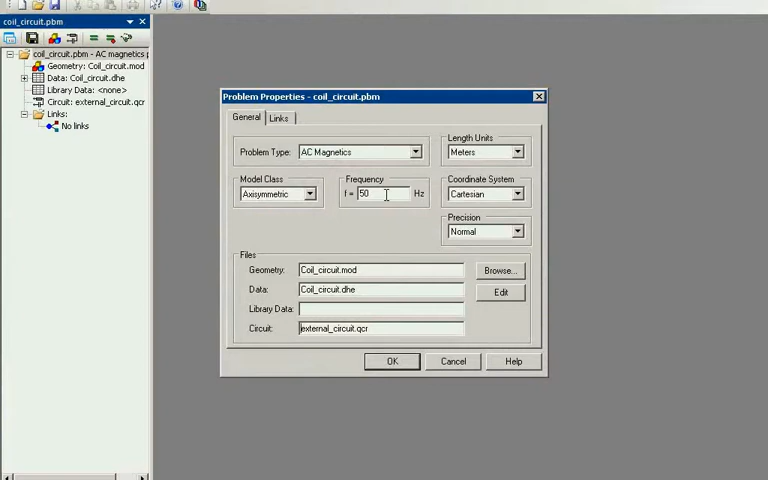 coil_circuit.pbm
coil_circuit.pbm - AC magnetics p
Geometry: Coil_circuit.mod
Data: Coil_circuit.dhe
Library Data: <none>
Circuit: external_circuit.qcr
Links:
No links
Problem Properties - coil_circuit.pbm
General
Links
Problem Type:
AC Magnetics
Length Units
Meters
Model Class
Axisymmetric
Frequency
f = 50 Hz
Coordinate System
Cartesian
Precision
Normal
Files
Geometry: Coil_circuit.mod
Browse...
Data: Coil_circuit.dhe
Edit
Library Data:
Circuit: external_circuit.qcr
OK
Cancel
Help